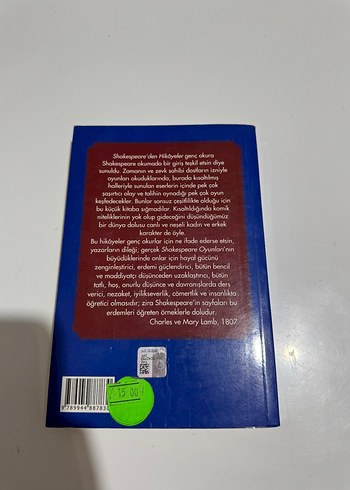 Shakespeare'den Hikâyeler genç okura
Shakespeare okumada bir giriş teşkil etsin diye
sunuldu. Zamanın ve zevk sahibi dostların izniyle
oyunları okuduklarında, burada kısaltılmış
halleriyle sunulan eserlerin içinde pek çok
şaşırtıcı olay ve talihin oynadığı pek çok oyun
keşfedecekler. Bunlar sonsuz çeşitlilikte olduğu için
bu küçük kitaba sığmadılar. Kısaltıldığında komik
niteliklerinin yok olup gideceğini düşündüğümüz
bir dünya dolusu canlı ve neşeli kadın ve erkek
karakter de öyle.
Bu hikâyeler genç okurlar için ne ifade ederse etsin,
yazarların dileği; gerçek Shakespeare Oyunları'nın
büyüdüklerinde onlar için hayal gücünü
zenginleştirici, erdemi güçlendirici, bütün bencil
ve maddiyatçı düşünceden uzaklaştırıcı, bütün
tatlı, hoş, onurlu düşünce ve davranışlarda ders
verici, nezaket, iyilikseverlik, cömertlik ve insanlıkta
öğretici olmasıdır; zira Shakespeare'in sayfaları bu
erdemleri öğreten örneklerle doludur.
Charles ve Mary Lamb, 1807
15 00